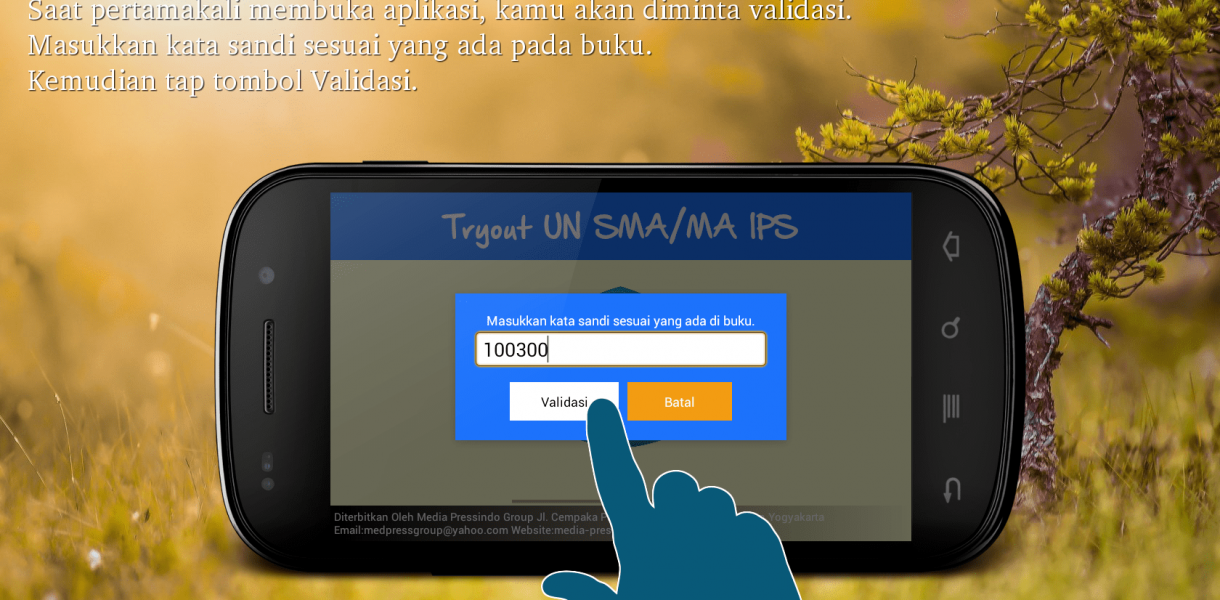 Saat pertamakali membuka aplikasi, kamu akan diminta validasi.
Masukkan kata sandi sesuai yang ada pada buku.
Kemudian tap tombol Validasi.
Tryout UN SMA/MA IPS
Masukkan kata sandi sesuai yang ada di buku.
100300
Validasi
Batal
Diterbitkan Oleh Media Pressindo Group Jl. Cempaka Yogyakarta
Email:medpressgroup@yahoo.com Website:media-pres